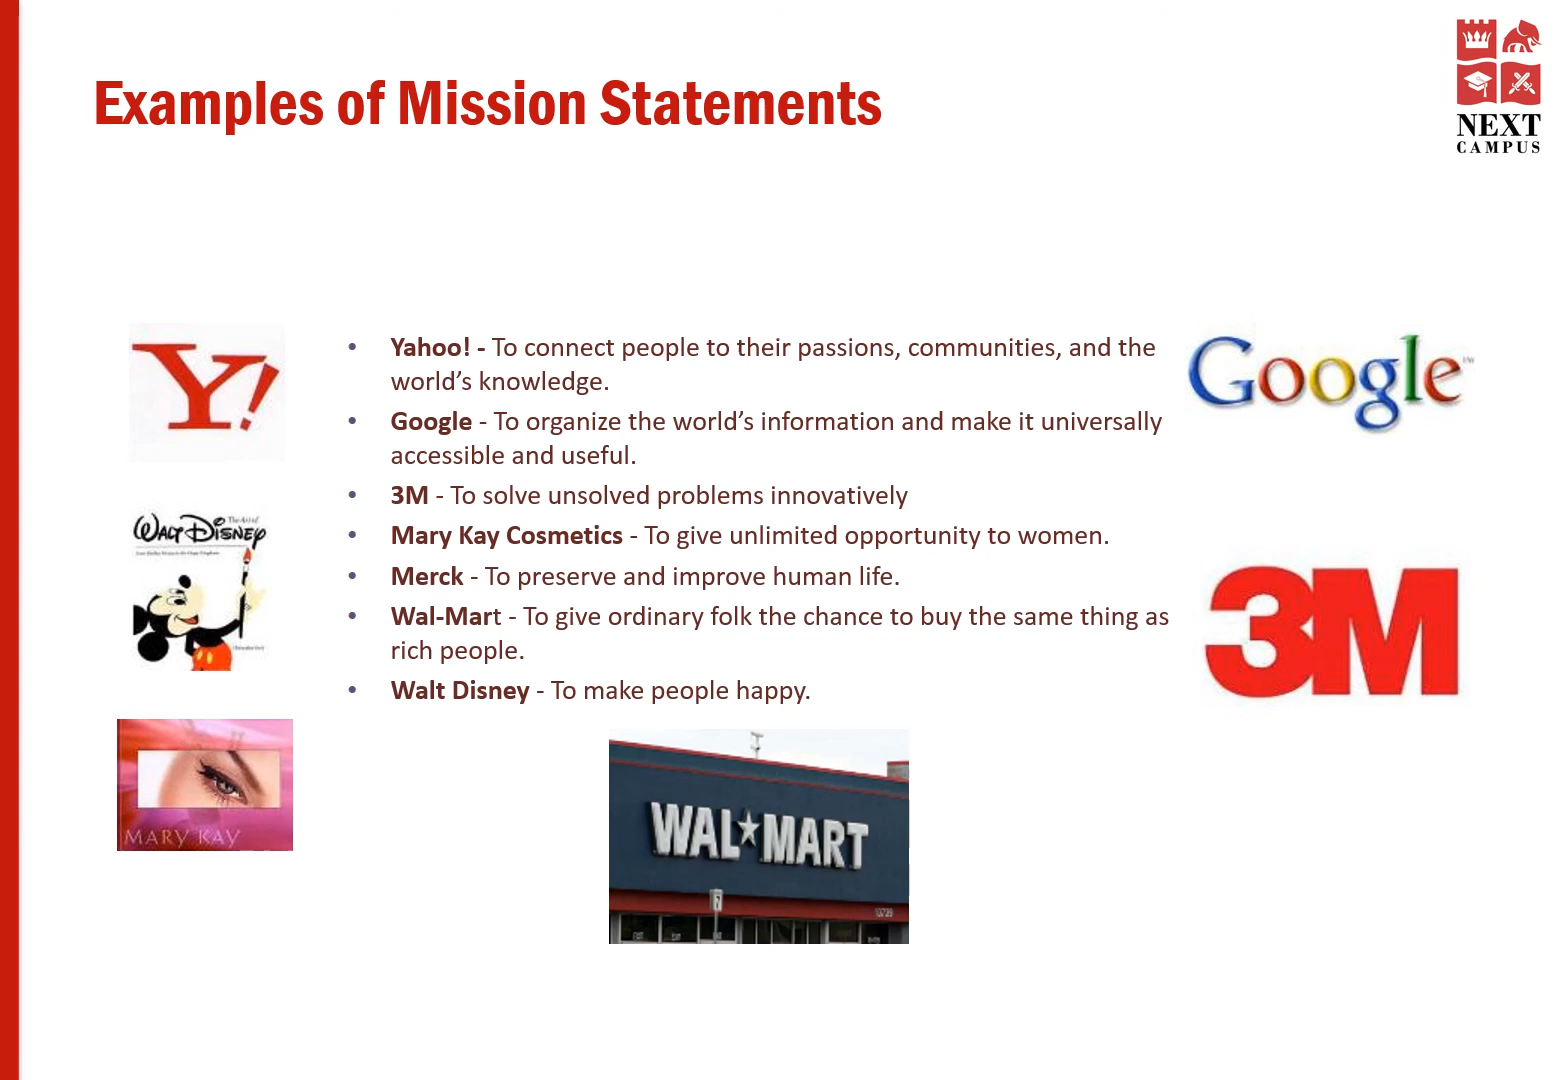 Examples of Mission Statements
NEXT
CAMPUS
Y!
• Yahoo! - To connect people to their passions, communities, and the
world’s knowledge.
• Google - To organize the world’s information and make it universally
accessible and useful.
• 3M - To solve unsolved problems innovatively
• Mary Kay Cosmetics - To give unlimited opportunity to women.
• Merck - To preserve and improve human life.
• Wal-Mart - To give ordinary folk the chance to buy the same thing as
rich people.
• Walt Disney - To make people happy.
Google
The Art of
WALT DISNEY
3M
MARY KAY
WAL★MART